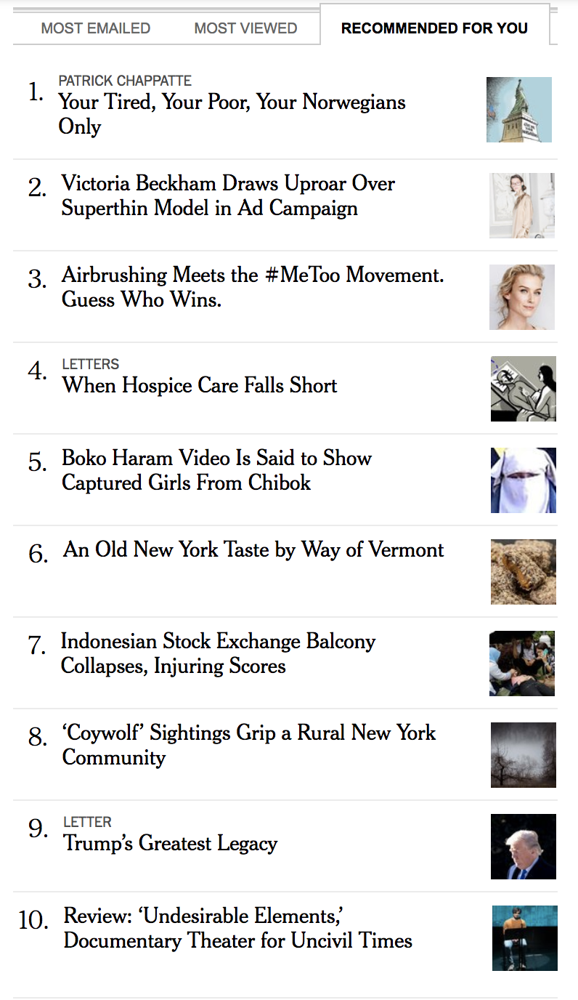 MOST EMAILED
MOST VIEWED
RECOMMENDED FOR YOU
1.
PATRICK CHAPPATTE
Your Tired, Your Poor, Your Norwegians
Only
2.
Victoria Beckham Draws Uproar Over
Superthin Model in Ad Campaign
3.
Airbrushing Meets the #MeToo Movement.
Guess Who Wins.
4.
LETTERS
When Hospice Care Falls Short
5.
Boko Haram Video Is Said to Show
Captured Girls From Chibok
6.
An Old New York Taste by Way of Vermont
7.
Indonesian Stock Exchange Balcony
Collapses, Injuring Scores
8.
‘Coywolf’ Sightings Grip a Rural New York
Community
9.
LETTER
Trump’s Greatest Legacy
10.
Review: ‘Undesirable Elements,’
Documentary Theater for Uncivil Times